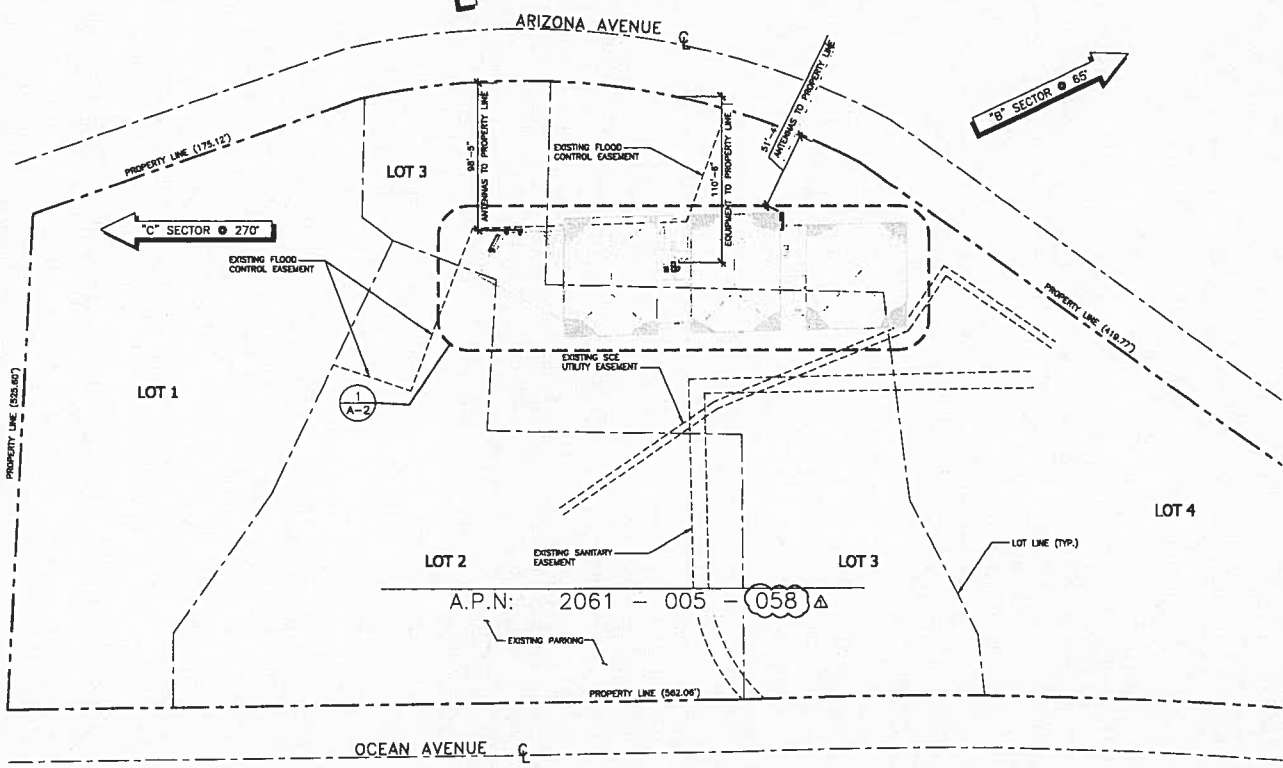 ARIZONA AVENUE ℄
"B" SECTOR @ 65°
PROPERTY LINE (175.12')
98'-5"
ANTENNAS TO PROPERTY LINE
110'-6"
EQUIPMENT TO PROPERTY LINE
51'-4"
ANTENNAS TO PROPERTY LINE
EXISTING FLOOD
CONTROL EASEMENT
LOT 3
"C" SECTOR @ 270°
EXISTING FLOOD
CONTROL EASEMENT
PROPERTY LINE (419.77')
PROPERTY LINE (525.60')
LOT 1
1
A-2
EXISTING SCE
UTILITY EASEMENT
LOT 4
LOT 2
EXISTING SANITARY
EASEMENT
LOT 3
LOT LINE (TYP.)
A.P.N: 2061 - 005 - 058
EXISTING PARKING
PROPERTY LINE (562.06')
OCEAN AVENUE ℄